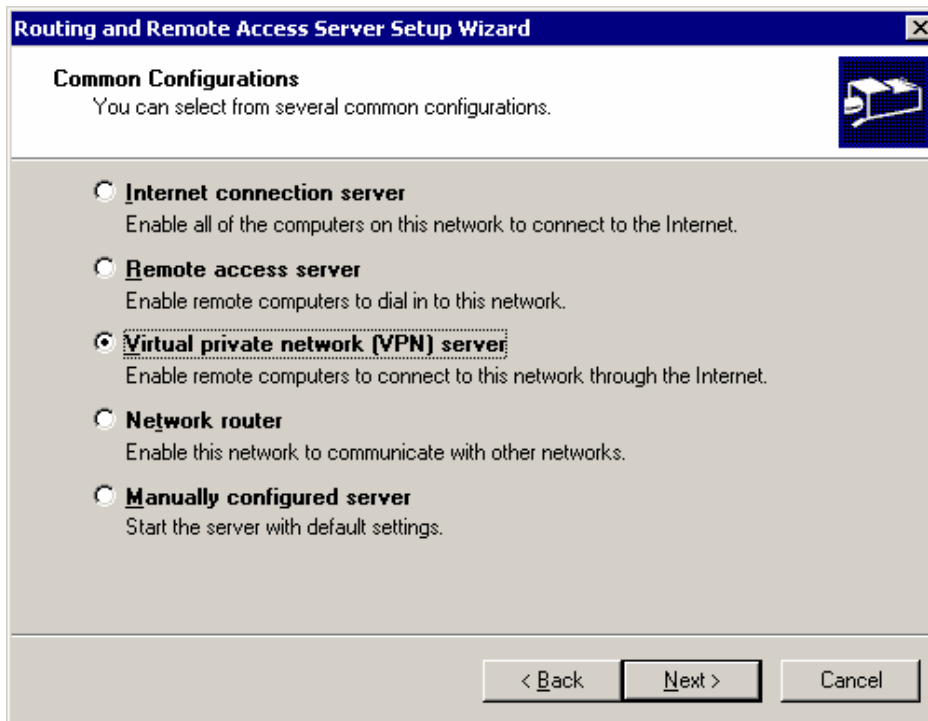 Routing and Remote Access Server Setup Wizard
Common Configurations
You can select from several common configurations.
Internet connection server
Enable all of the computers on this network to connect to the Internet.
Remote access server
Enable remote computers to dial in to this network.
Virtual private network (VPN) server
Enable remote computers to connect to this network through the Internet.
Network router
Enable this network to communicate with other networks.
Manually configured server
Start the server with default settings.
< Back Next > Cancel